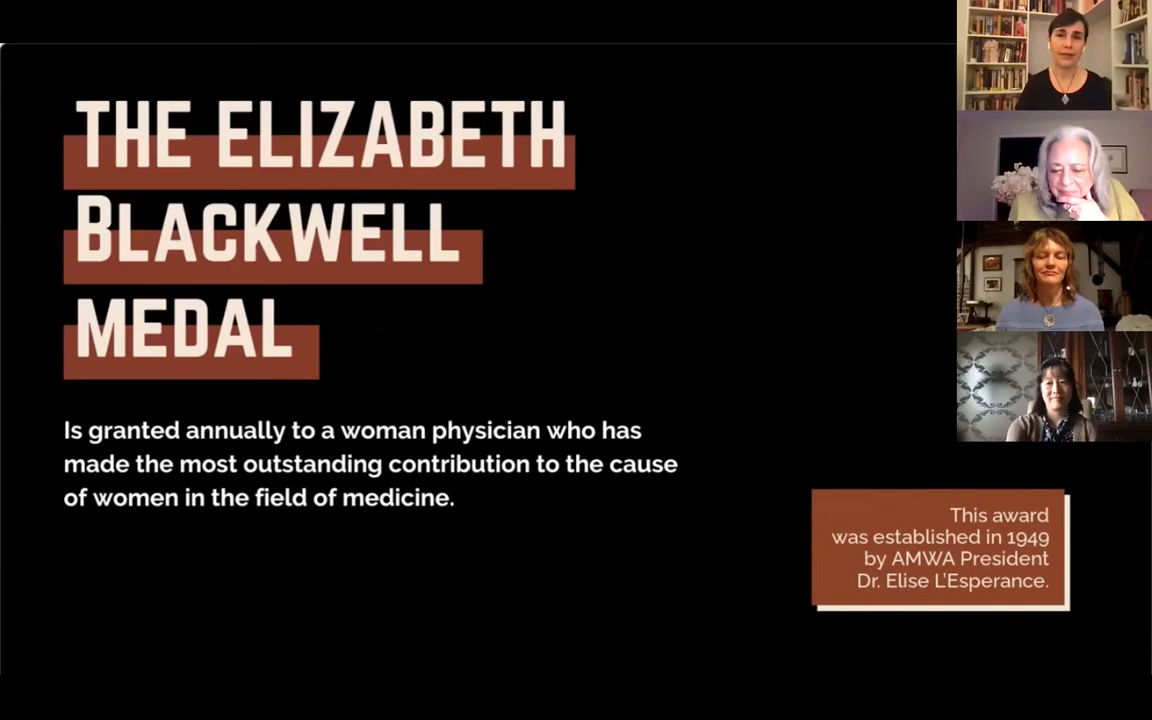 THE ELIZABETH
BLACKWELL
MEDAL
Is granted annually to a woman physician who has
made the most outstanding contribution to the cause
of women in the field of medicine.
This award
was established in 1949
by AMWA President
Dr. Elise L'Esperance.